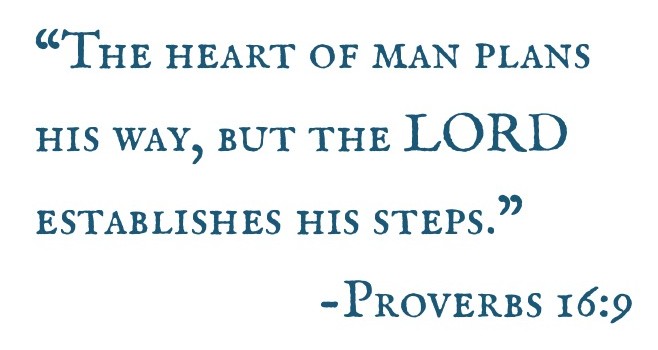 “The heart of man plans
his way, but the LORD
establishes his steps.”
-Proverbs 16:9